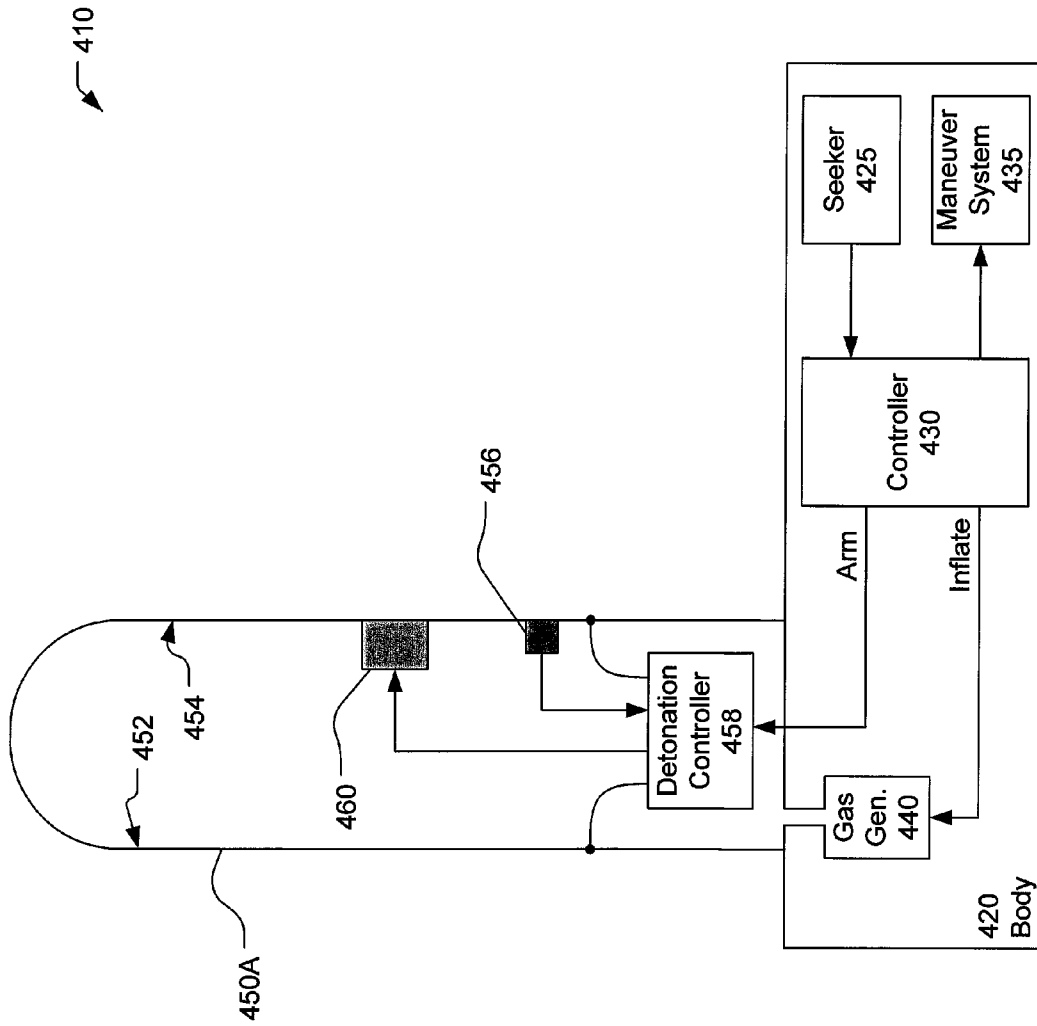 410
452
454
450A
460
456
Detonation
Controller
458
Arm
Inflate
Gas
Gen.
440
Controller
430
Seeker
425
Maneuver
System
435
420
Body